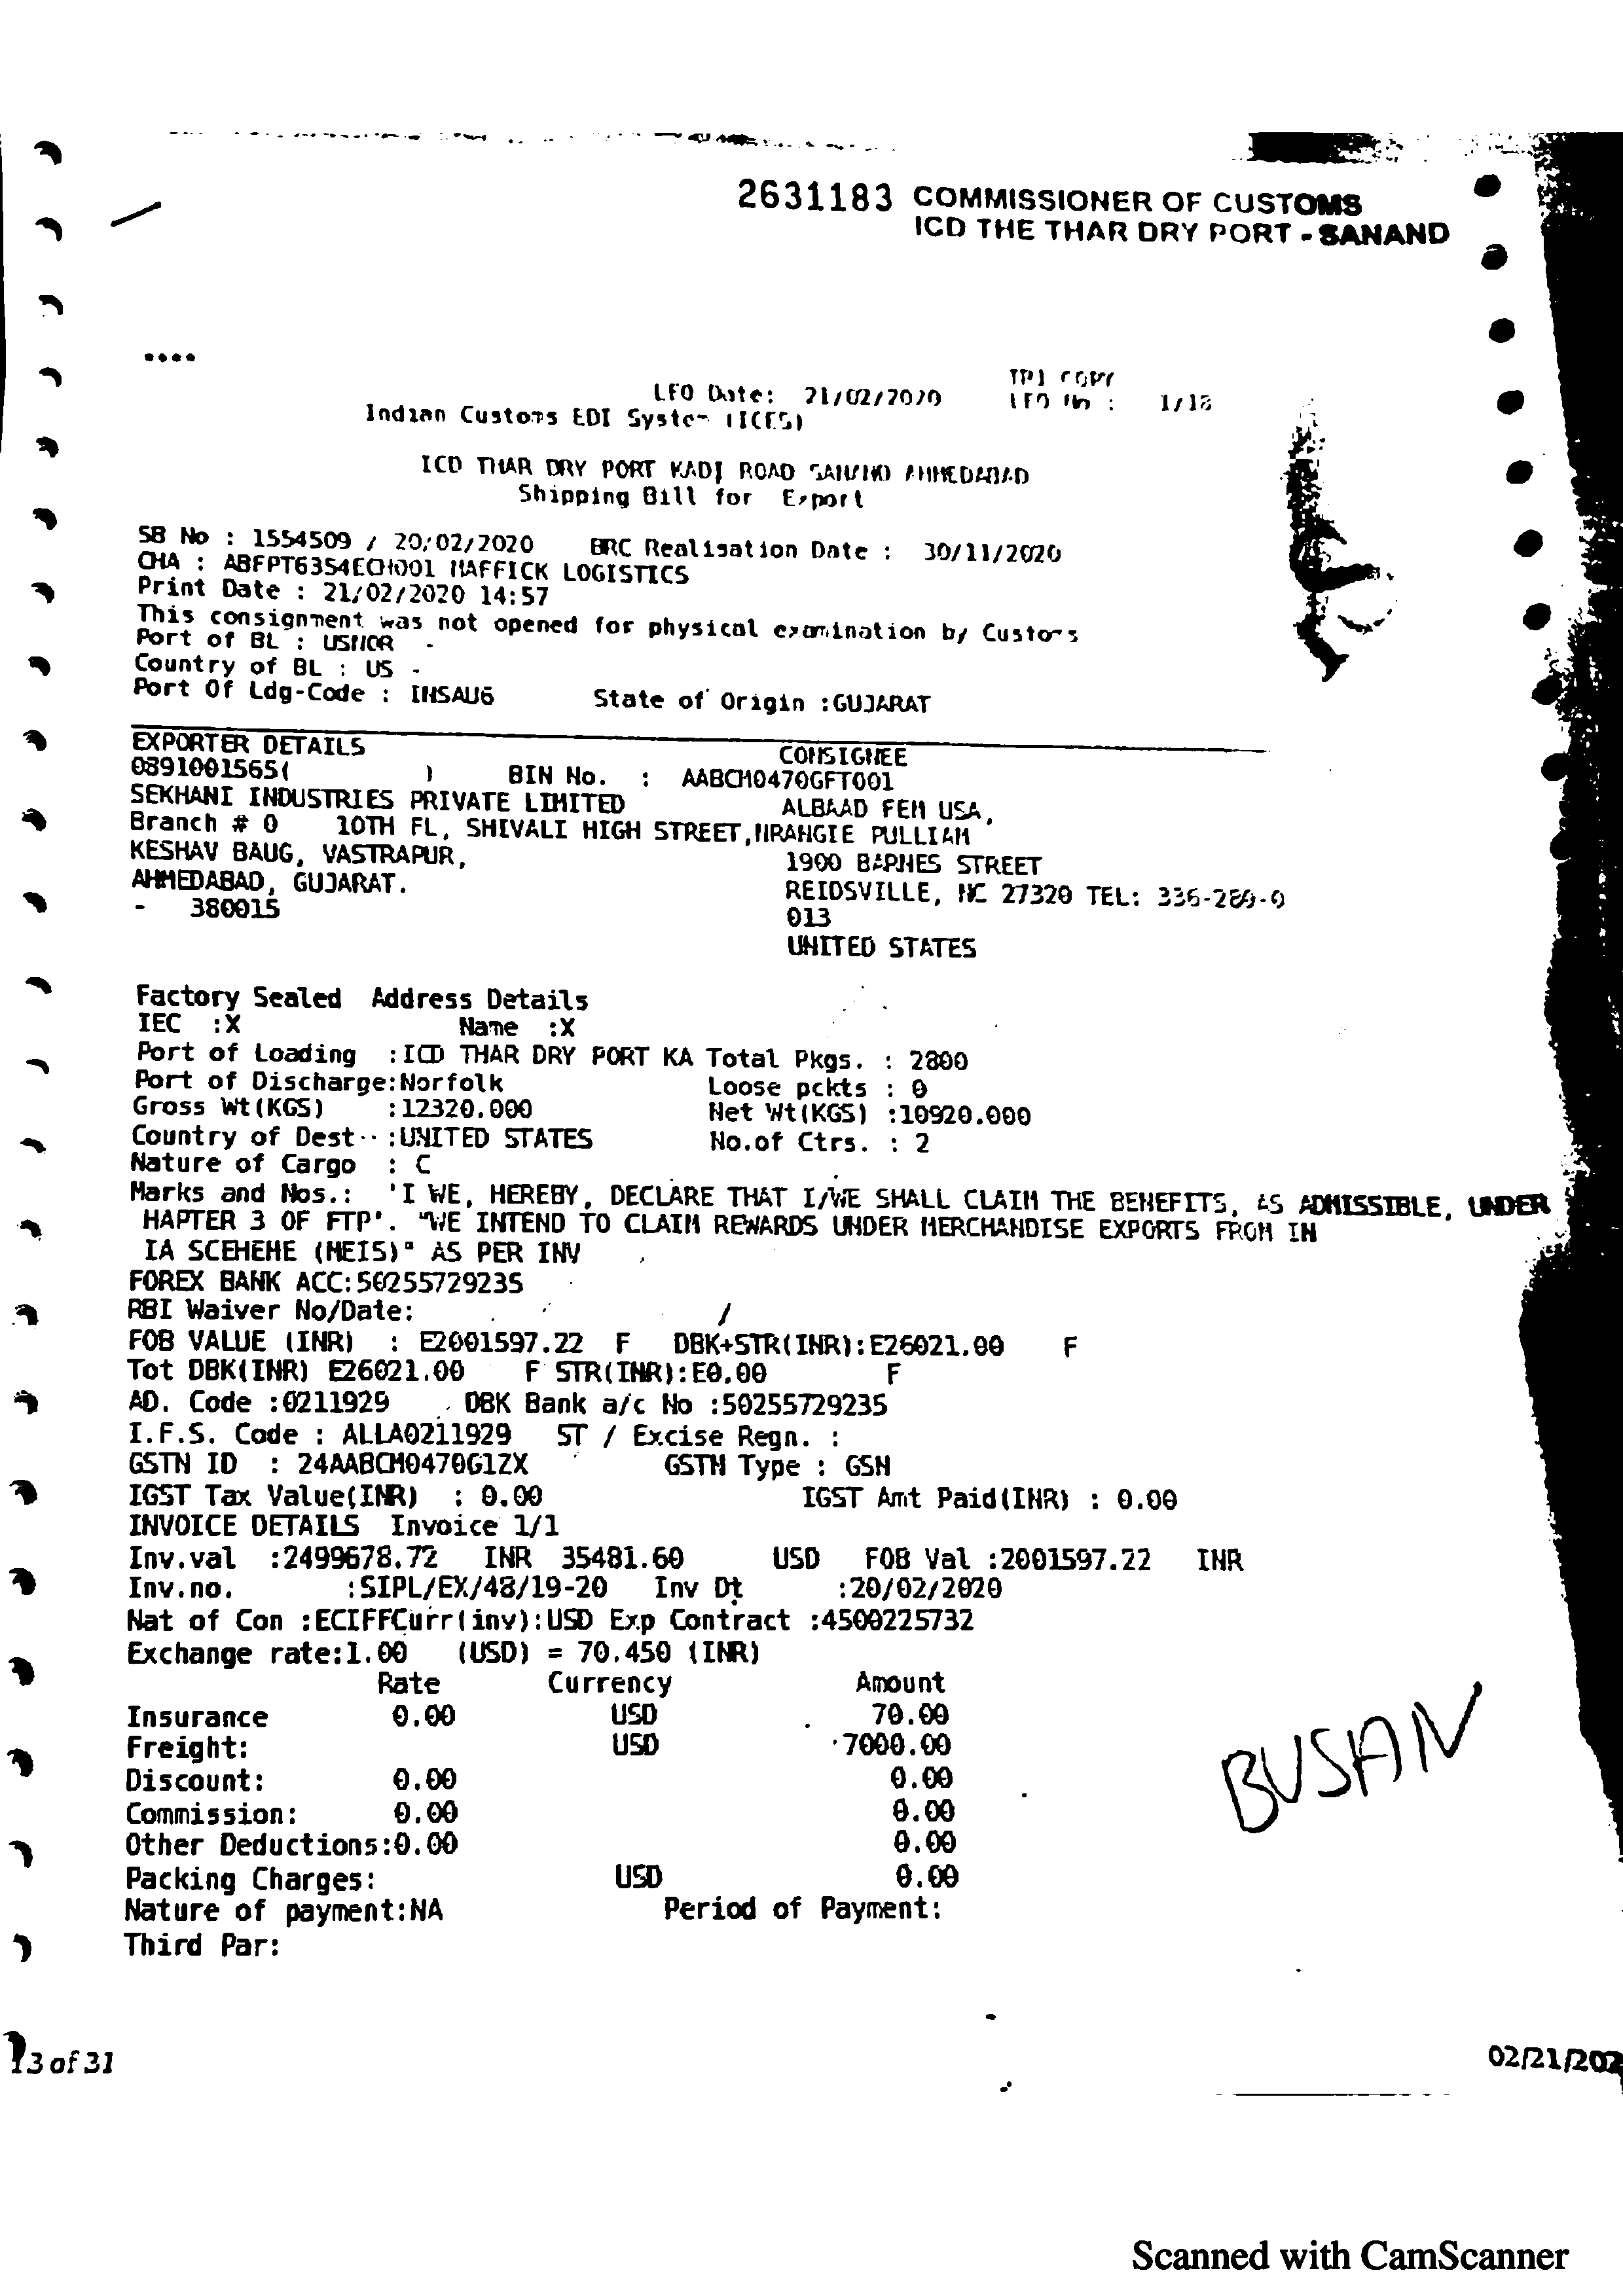 2631183 COMMISSIONER OF CUSTOMS
ICD THE THAR DRY PORT - SANAND
LEO Date: 21/02/2020
Indian Customs EDI System (ICES)
ICD THAR DRY PORT KADI ROAD SANAND AHMEDABAD
Shipping Bill for Export
SB No : 1554509 / 20/02/2020 BRC Realisation Date : 30/11/2020
CHA : ABFPT6354ECH001 MAFFICK LOGISTICS
Print Date : 21/02/2020 14:57
This consignment was not opened for physical examination by Customs
Port of BL : USNOR -
Country of BL : US -
Port Of Ldg-Code : INSAU6 State of Origin :GUJARAT
EXPORTER DETAILS CONSIGNEE
0891001565( ) BIN No. : AABCM0470GFT001
SEKHANI INDUSTRIES PRIVATE LIMITED ALBAAD FEM USA,
Branch # 0 10TH FL, SHIVALI HIGH STREET, PULLIAM
KESHAV BAUG, VASTRAPUR, 1900 BARNES STREET
AHMEDABAD, GUJARAT. REIDSVILLE, NC 27320 TEL:
- 380015 013
UNITED STATES
Factory Sealed Address Details
IEC :X Name :X
Port of Loading :ICD THAR DRY PORT KA Total Pkgs. : 2800
Port of Discharge:Norfolk Loose pckts : 0
Gross Wt(KGS) :12320.000 Net Wt(KGS) :10920.000
Country of Dest :UNITED STATES No.of Ctrs. : 2
Nature of Cargo : C
Marks and Nos.: 'I WE, HEREBY, DECLARE THAT I/WE SHALL CLAIM THE BENEFITS, AS ADMISSIBLE, UNDER
HAPTER 3 OF FTP'. "WE INTEND TO CLAIM REWARDS UNDER MERCHANDISE EXPORTS FROM IN
IA SCEHEME (MEIS)" AS PER INV
FOREX BANK ACC:50255729235
RBI Waiver No/Date: /
FOB VALUE (INR) : E2001597.22 F DBK+STR(INR):E26021.00 F
Tot DBK(INR) E26021.00 F STR(INR):E0.00 F
AD. Code :0211929 DBK Bank a/c No :50255729235
I.F.S. Code : ALLA0211929 ST / Excise Regn. :
GSTN ID : 24AABCM0470G1ZX GSTN Type : GSN
IGST Tax Value(INR) : 0.00 IGST Amt Paid(INR) : 0.00
INVOICE DETAILS Invoice 1/1
Inv.val :2499678.72 INR 35481.60 USD FOB Val :2001597.22 INR
Inv.no. :SIPL/EX/48/19-20 Inv Dt :20/02/2020
Nat of Con :ECIFFCurr(inv):USD Exp Contract :4500225732
Exchange rate:1.00 (USD) = 70.450 (INR)
Rate Currency Amount
Insurance 0.00 USD 70.00
Freight: USD 7000.00
Discount: 0.00 0.00
Commission: 0.00 0.00
Other Deductions:0.00 0.00
Packing Charges: USD 0.00
Nature of payment:NA Period of Payment:
Third Par:
BUSAN
13 of 31
02/21/202
Scanned with CamScanner